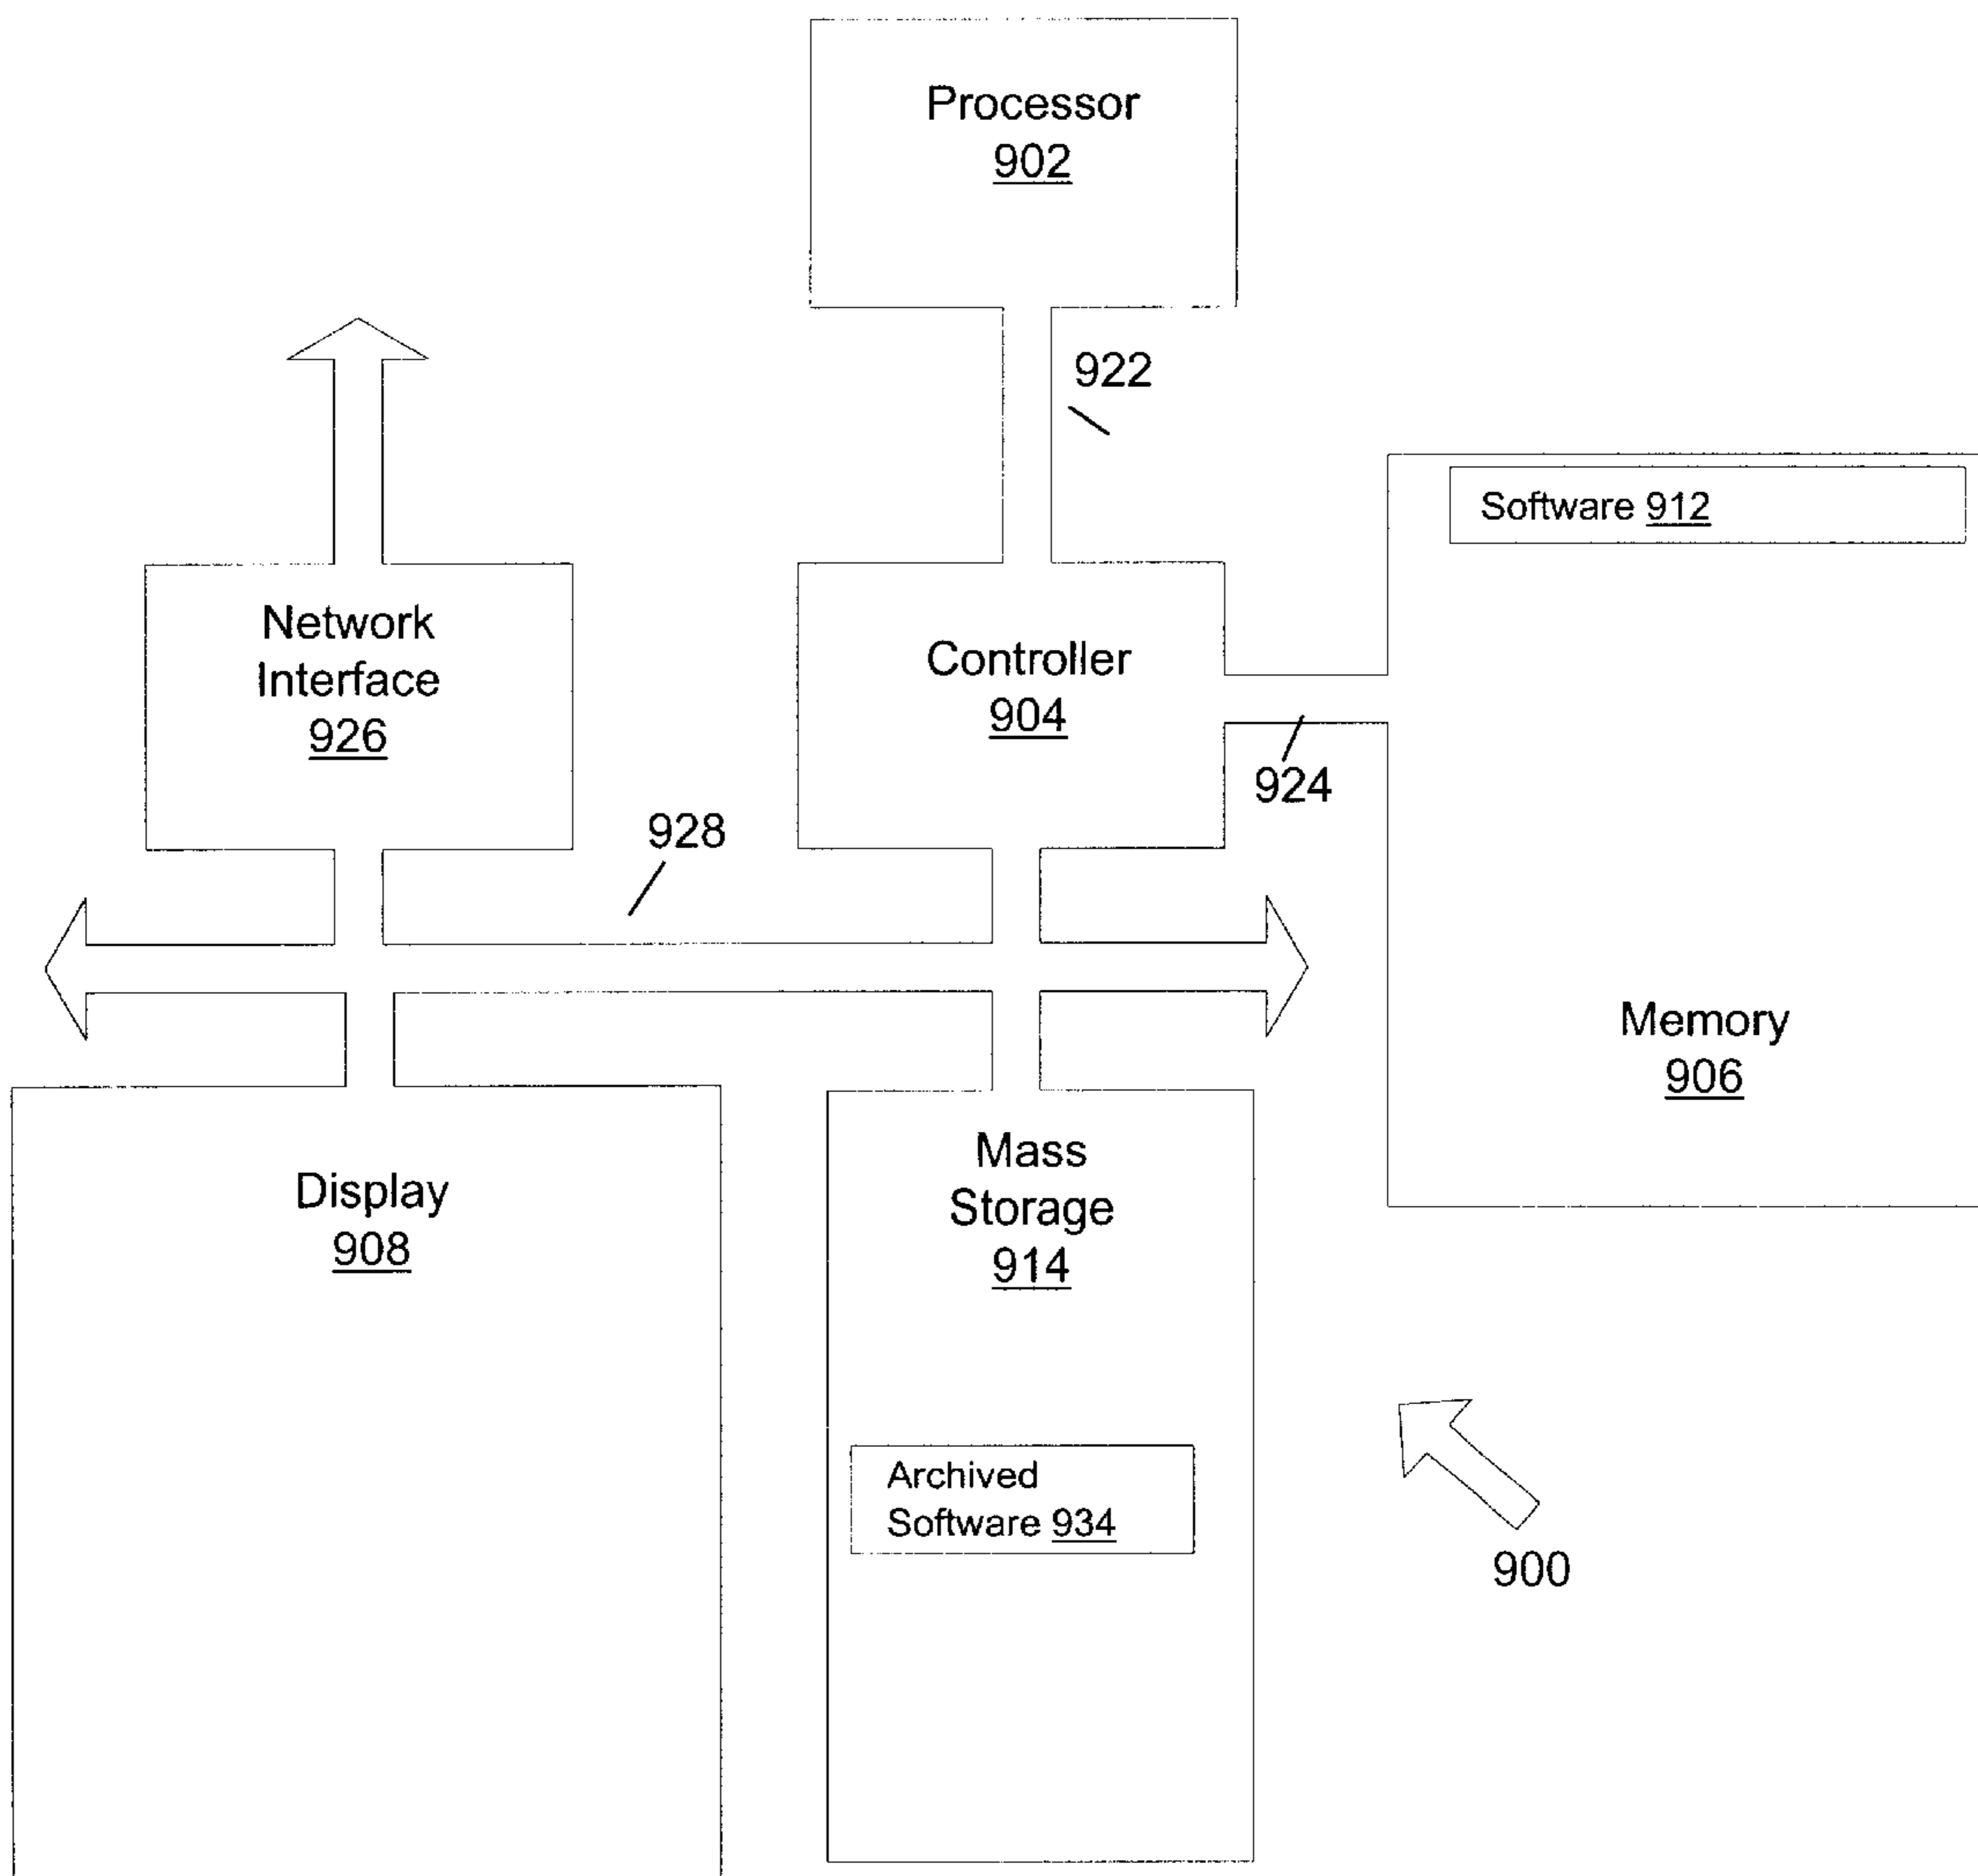 Processor
902
922
Software 912
Network
Interface
926
Controller
904
924
928
Memory
906
Display
908
Mass
Storage
914
Archived
Software 934
900